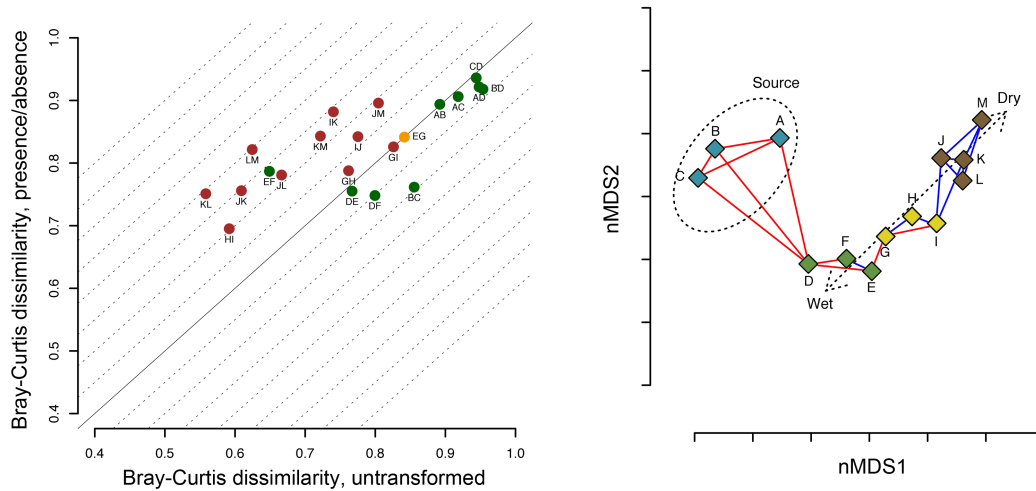 Bray-Curtis dissimilarity, presence/absence
1.0
0.9
0.8
0.7
0.6
0.5
0.4
CD
BD
AD
AC
AB
JM
IK
KM
IJ
EG
GI
LM
EF
JL
GH
KL
JK
DE
DF
BC
HI
0.4
0.5
0.6
0.7
0.8
0.9
1.0
Bray-Curtis dissimilarity, untransformed
nMDS2
Source
A
B
C
M
Dry
J
K
L
H
I
G
F
E
D
Wet
nMDS1